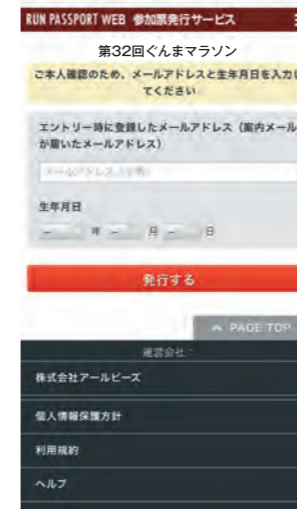 RUN PASSPORT WEB 参加票発行サービス
第32回ぐんまマラソン
ご本人確認のため、メールアドレスと生年月日を入力し
てください
エントリー時に登録したメールアドレス（案内メール
が届いたメールアドレス）
生年月日
- 年 - 月 - 日
発行する
PAGE TOP
運営会社
株式会社アールビーズ
個人情報保護方針
利用規約
ヘルプ